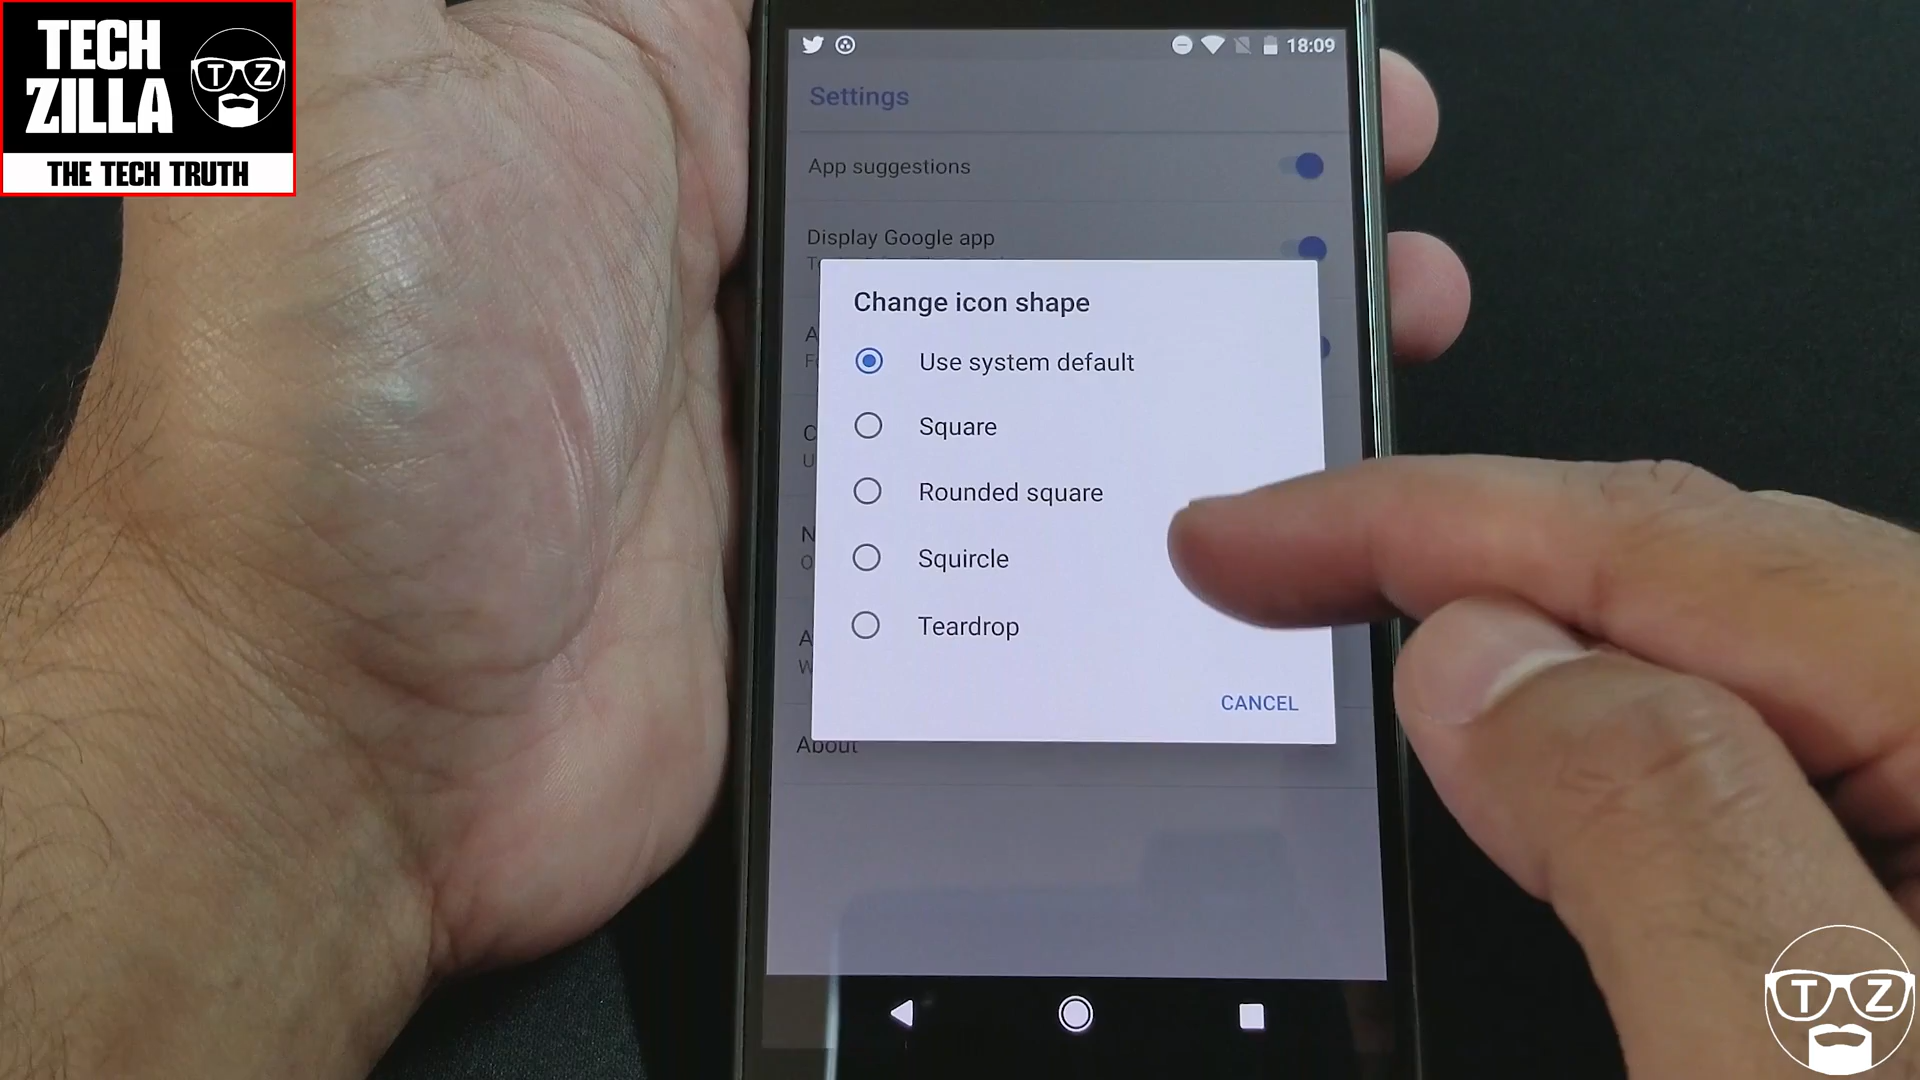 TECH
ZILLA
TZ
THE TECH TRUTH
18:09
Settings
App suggestions
Display Google app
Change icon shape
Use system default
Square
Rounded square
Squircle
Teardrop
CANCEL
About
T Z